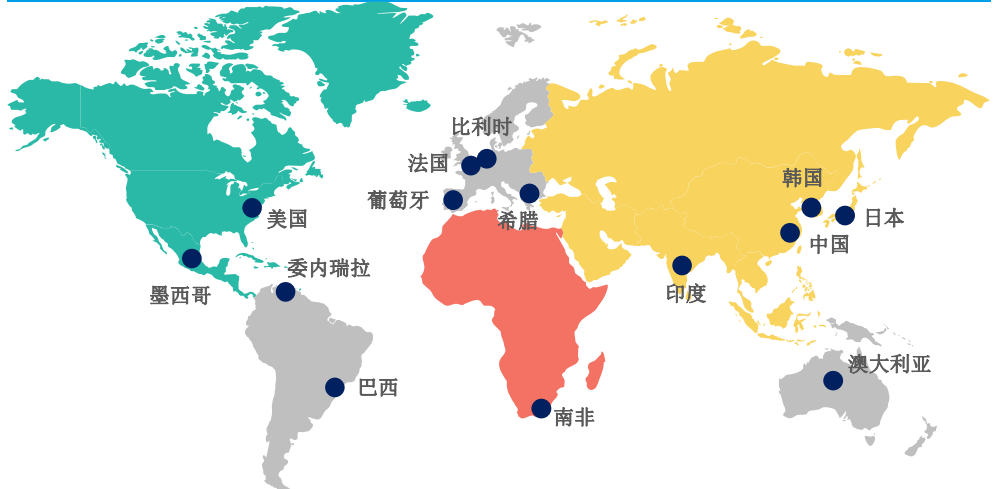 比利时
法国
韩国
葡萄牙
日本
美国
希腊
中国
委内瑞拉
墨西哥
印度
澳大利亚
巴西
南非